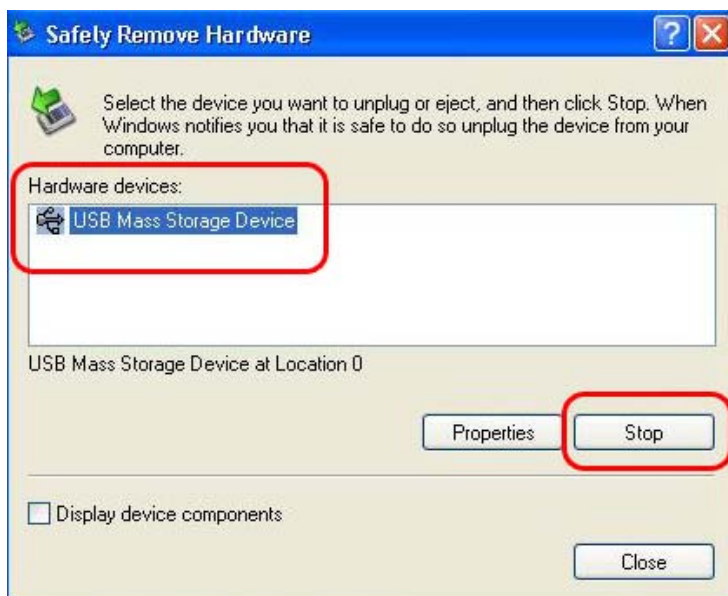 Safely Remove Hardware
Select the device you want to unplug or eject, and then click Stop. When
Windows notifies you that it is safe to do so unplug the device from your
computer.
Hardware devices:
USB Mass Storage Device
USB Mass Storage Device at Location 0
Properties
Stop
Display device components
Close